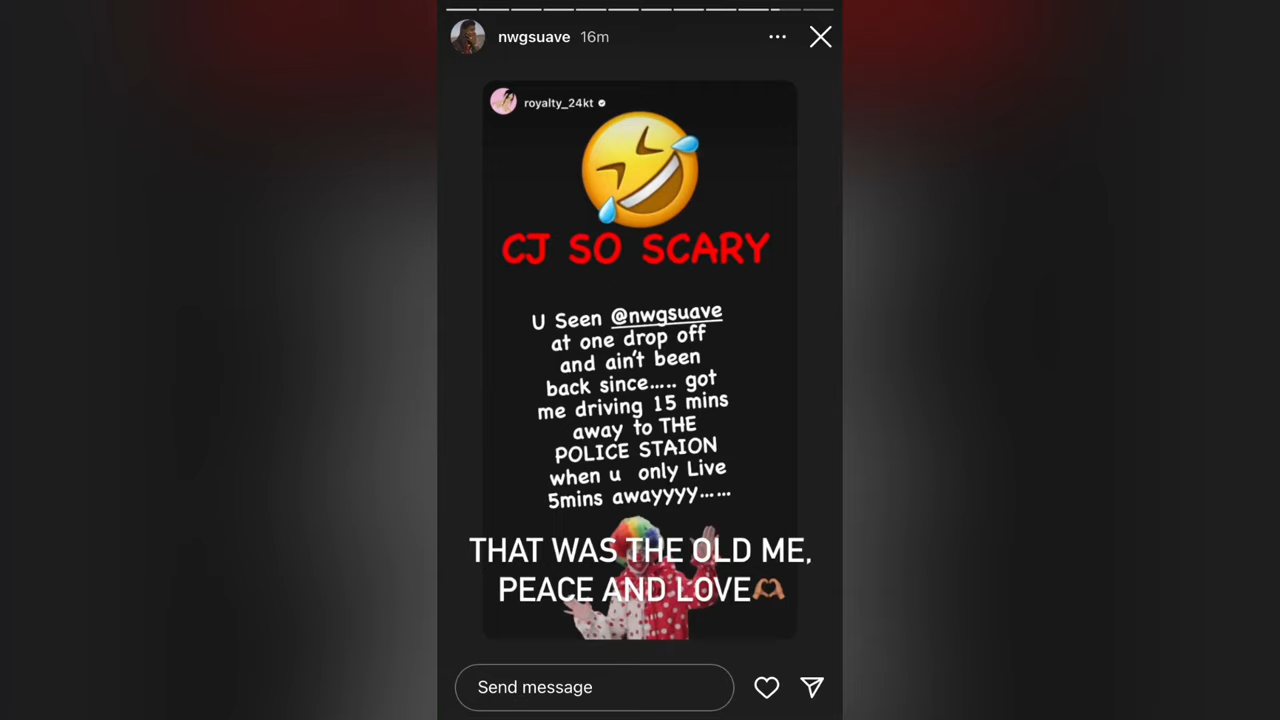 nwgsuave 16m
royalty_24kt
CJ SO SCARY
U Seen @nwgsuave
at one drop off
and ain't been
back since..... got
me driving 15 mins
away to THE
POLICE STAION
when u only Live
5mins awayyyy......
THAT WAS THE OLD ME,
PEACE AND LOVE🫶🏽
Send message